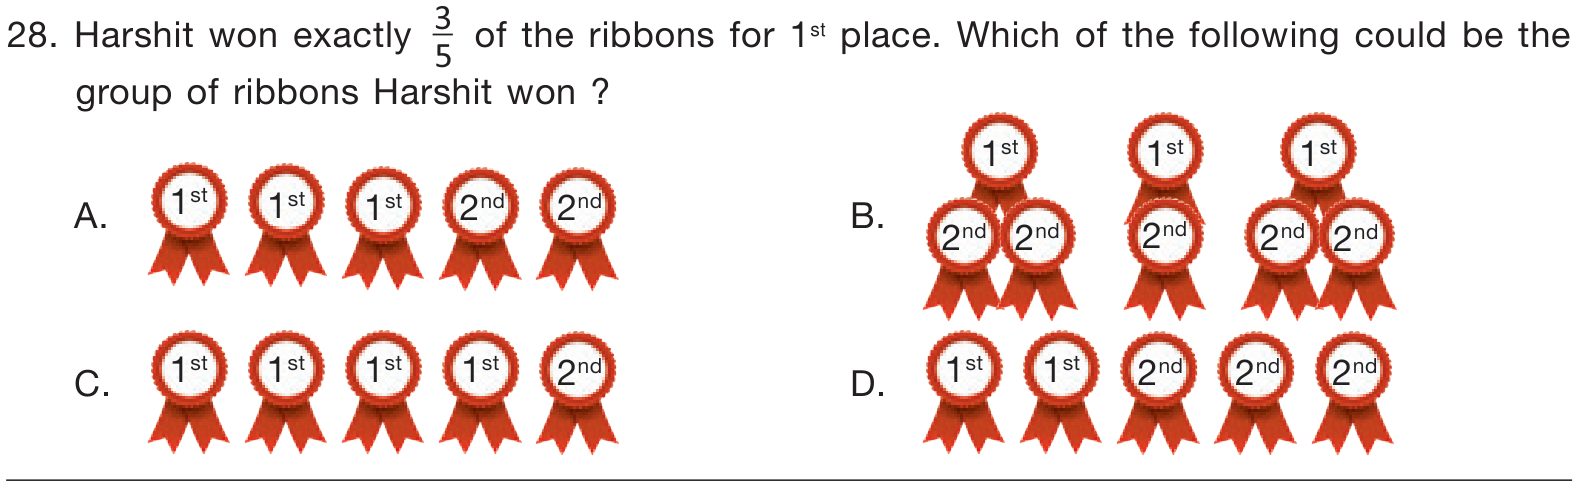 28. Harshit won exactly 3/5 of the ribbons for 1st place. Which of the following could be the
group of ribbons Harshit won ?
A. 1st 1st 1st 2nd 2nd
B. 1st 1st 1st
2nd 2nd 2nd 2nd 2nd
C. 1st 1st 1st 1st 2nd
D. 1st 1st 2nd 2nd 2nd